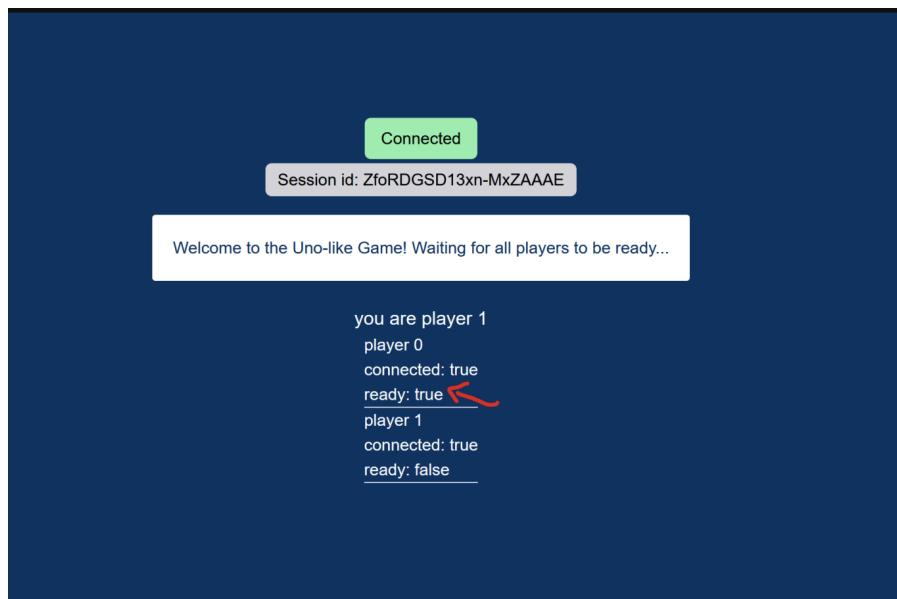 Connected
Session id: ZfoRDGSD13xn-MxZAAAE
Welcome to the Uno-like Game! Waiting for all players to be ready...
you are player 1
player 0
connected: true
ready: true
player 1
connected: true
ready: false